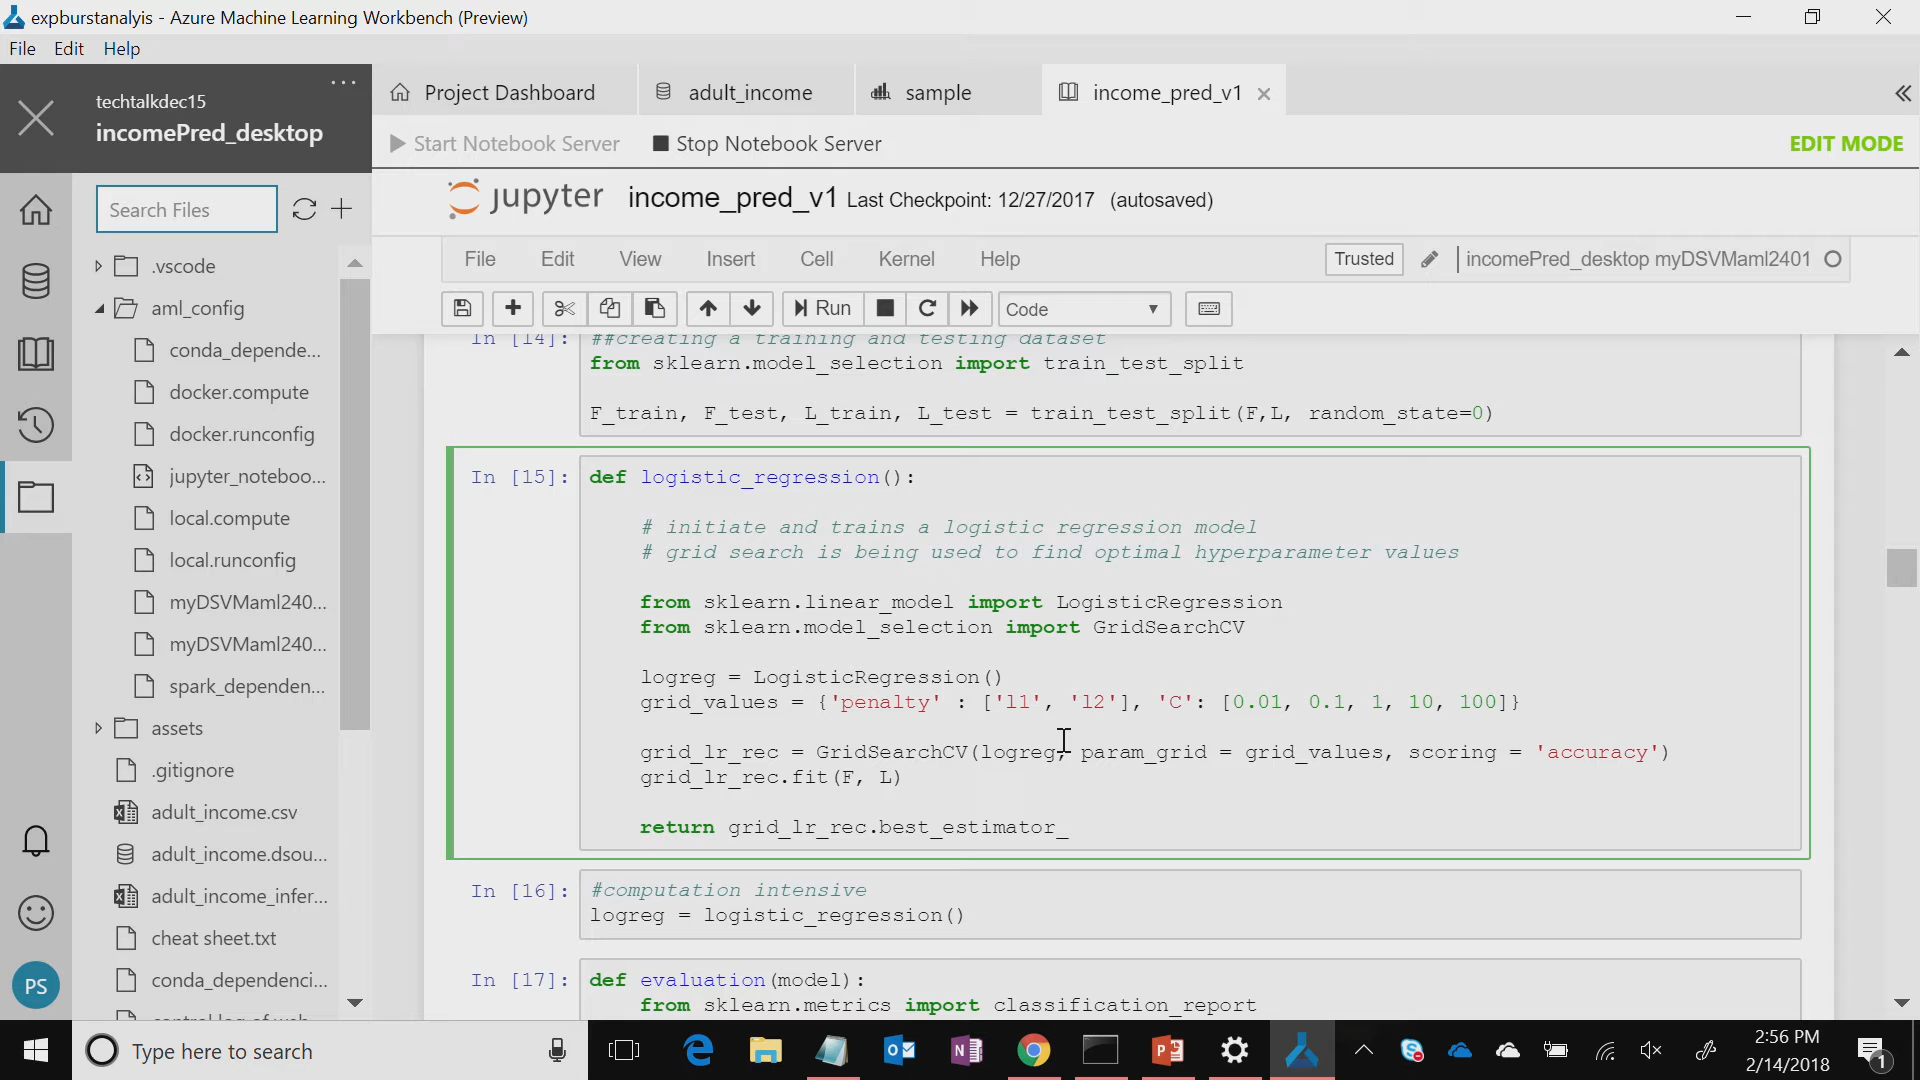 expburstanalyis - Azure Machine Learning Workbench (Preview)
File Edit Help
techtalkdec15
incomePred_desktop
Search Files
.vscode
aml_config
conda_depende...
docker.compute
docker.runconfig
jupyter_noteboo...
local.compute
local.runconfig
myDSVMaml240...
myDSVMaml240...
spark_dependen...
assets
.gitignore
adult_income.csv
adult_income.dsou...
adult_income_infer...
cheat sheet.txt
conda_dependenci...
PS
Project Dashboard adult_income sample income_pred_v1
Start Notebook Server Stop Notebook Server EDIT MODE
jupyter income_pred_v1 Last Checkpoint: 12/27/2017 (autosaved)
File Edit View Insert Cell Kernel Help Trusted incomePred_desktop myDSVMaml2401
Run Code
In [14]: ##creating a training and testing dataset
from sklearn.model_selection import train_test_split
F_train, F_test, L_train, L_test = train_test_split(F,L, random_state=0)
In [15]: def logistic_regression():
# initiate and trains a logistic regression model
# grid search is being used to find optimal hyperparameter values
from sklearn.linear_model import LogisticRegression
from sklearn.model_selection import GridSearchCV
logreg = LogisticRegression()
grid_values = {'penalty' : ['l1', 'l2'], 'C': [0.01, 0.1, 1, 10, 100]}
grid_lr_rec = GridSearchCV(logreg, param_grid = grid_values, scoring = 'accuracy')
grid_lr_rec.fit(F, L)
return grid_lr_rec.best_estimator_
In [16]: #computation intensive
logreg = logistic_regression()
In [17]: def evaluation(model):
from sklearn.metrics import classification_report
Type here to search
2:56 PM
2/14/2018
1